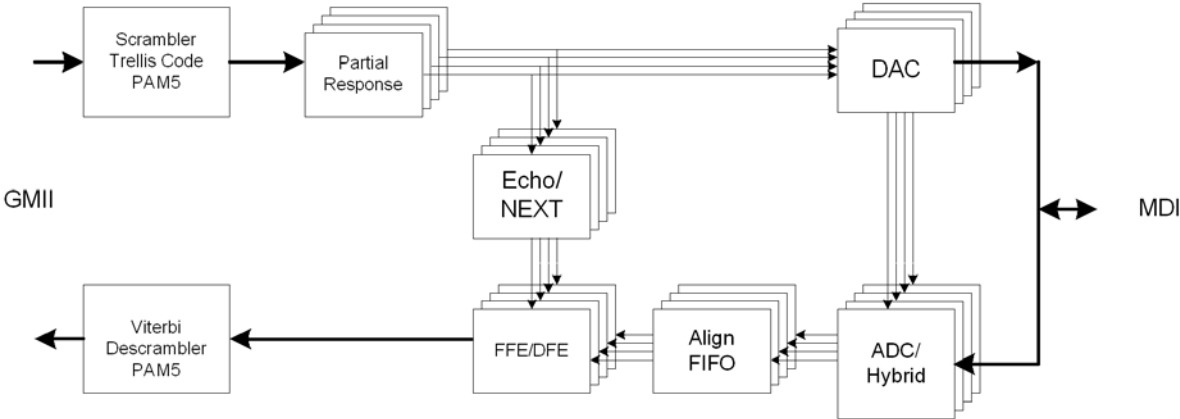 Scrambler
Trellis Code
PAM5
Partial
Response
DAC
Echo/
NEXT
GMII
MDI
Viterbi
Descrambler
PAM5
FFE/DFE
Align
FIFO
ADC/
Hybrid